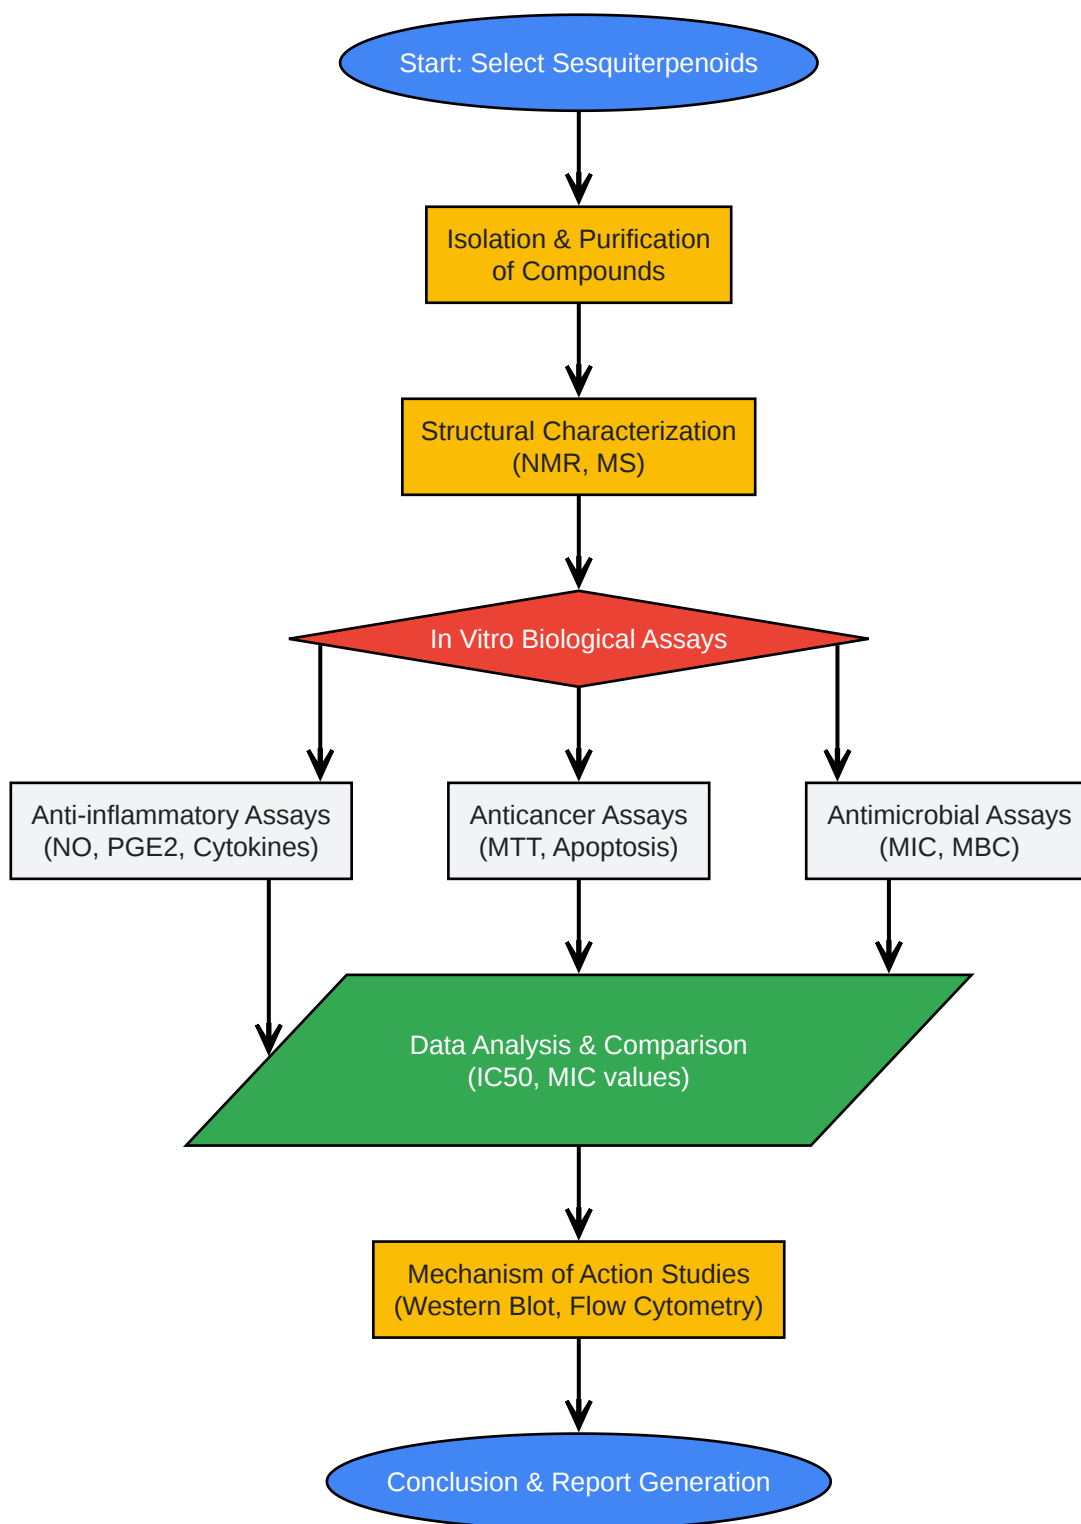 Start: Select Sesquiterpenoids
Isolation & Purification
of Compounds
Structural Characterization
(NMR, MS)
In Vitro Biological Assays
Anti-inflammatory Assays
(NO, PGE2, Cytokines)
Anticancer Assays
(MTT, Apoptosis)
Antimicrobial Assays
(MIC, MBC)
Data Analysis & Comparison
(IC50, MIC values)
Mechanism of Action Studies
(Western Blot, Flow Cytometry)
Conclusion & Report Generation